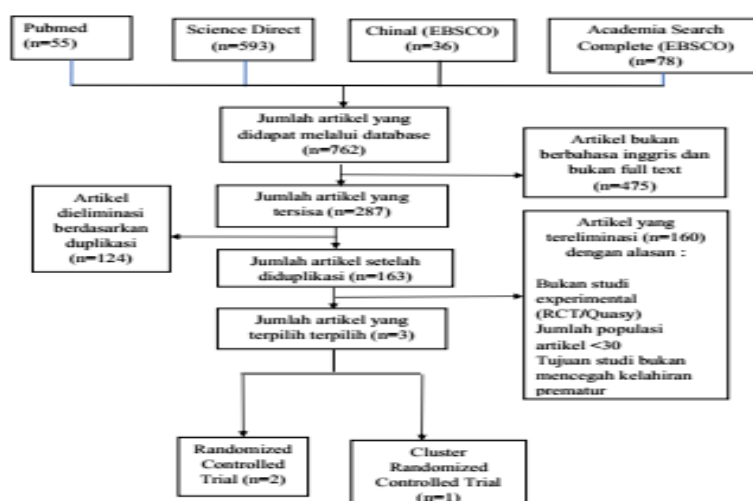 Pubmed
(n=55)
Science Direct
(n=593)
Chinal (EBSCO)
(n=36)
Academia Search
Complete (EBSCO)
(n=78)
Jumlah artikel yang
didapat melalui database
(n=762)
Artikel bukan
berbahasa inggris dan
bukan full text
(n=475)
Jumlah artikel yang
tersisa (n=287)
Artikel
dieliminasi
berdasarkan
duplikasi
(n=124)
Jumlah artikel setelah
diduplikasi (n=163)
Artikel yang
tereliminasi (n=160)
dengan alasan :
Bukan studi
experimental
(RCT/Quasy)
Jumlah populasi
artikel <30
Tujuan studi bukan
mencegah kelahiran
prematur
Jumlah artikel yang
terpilih terpilih (n=3)
Randomized
Controlled
Trial (n=2)
Cluster
Randomized
Controlled Trial
(n=1)